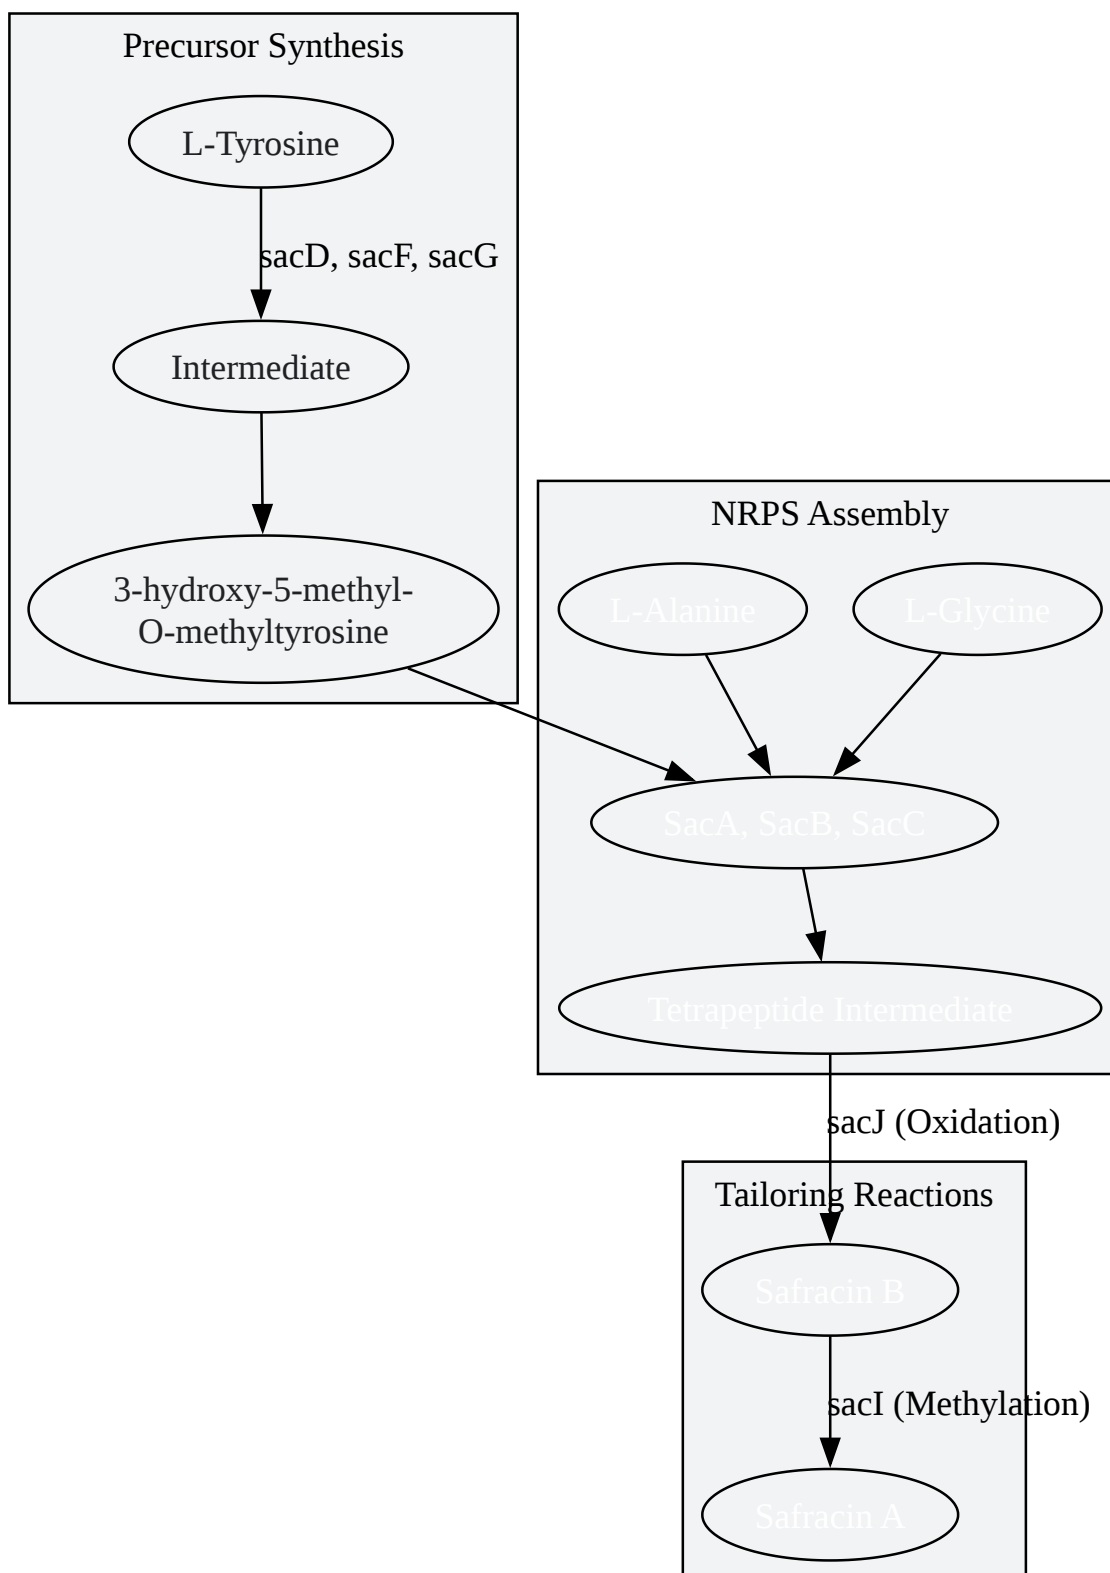 Precursor Synthesis
L-Tyrosine
sacD, sacF, sacG
Intermediate
3-hydroxy-5-methyl-
O-methyltyrosine
NRPS Assembly
L-Alanine
L-Glycine
SacA, SacB, SacC
Tetrapeptide Intermediate
sacJ (Oxidation)
Tailoring Reactions
Safracin B
sacI (Methylation)
Safracin A